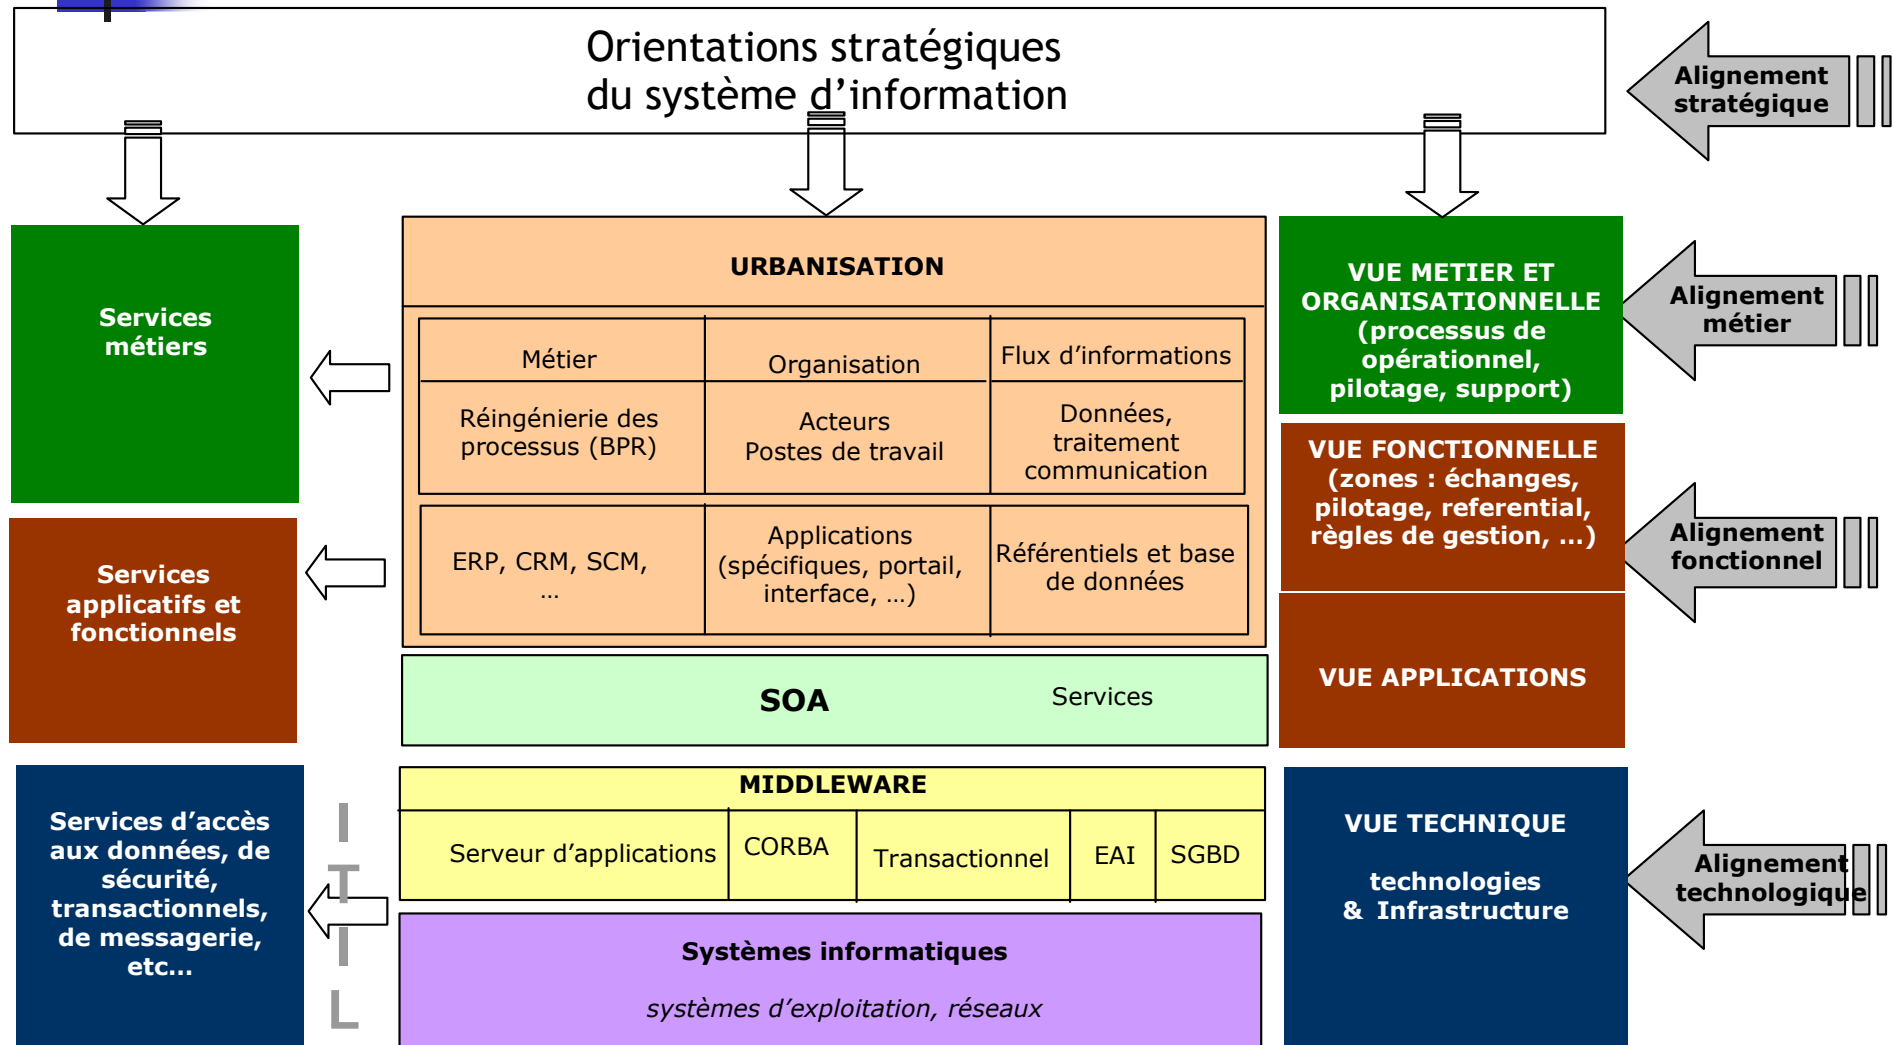 Orientations stratégiques
du système d’information
Alignement
stratégique
Services
métiers
URBANISATION
Métier
Organisation
Flux d’informations
Réingénierie des
processus (BPR)
Acteurs
Postes de travail
Données,
traitement
communication
VUE METIER ET
ORGANISATIONNELLE
(processus de
opérationnel,
pilotage, support)
Alignement
métier
Services
applicatifs et
fonctionnels
ERP, CRM, SCM,
…
Applications
(spécifiques, portail,
interface, …)
Référentiels et base
de données
VUE FONCTIONNELLE
(zones : échanges,
pilotage, referential,
règles de gestion, …)
Alignement
fonctionnel
SOA
Services
VUE APPLICATIONS
Services d’accès
aux données, de
sécurité,
transactionnels,
de messagerie,
etc…
I
T
I
L
MIDDLEWARE
Serveur d’applications
CORBA
Transactionnel
EAI
SGBD
Systèmes informatiques
systèmes d’exploitation, réseaux
VUE TECHNIQUE
technologies
& Infrastructure
Alignement
technologique